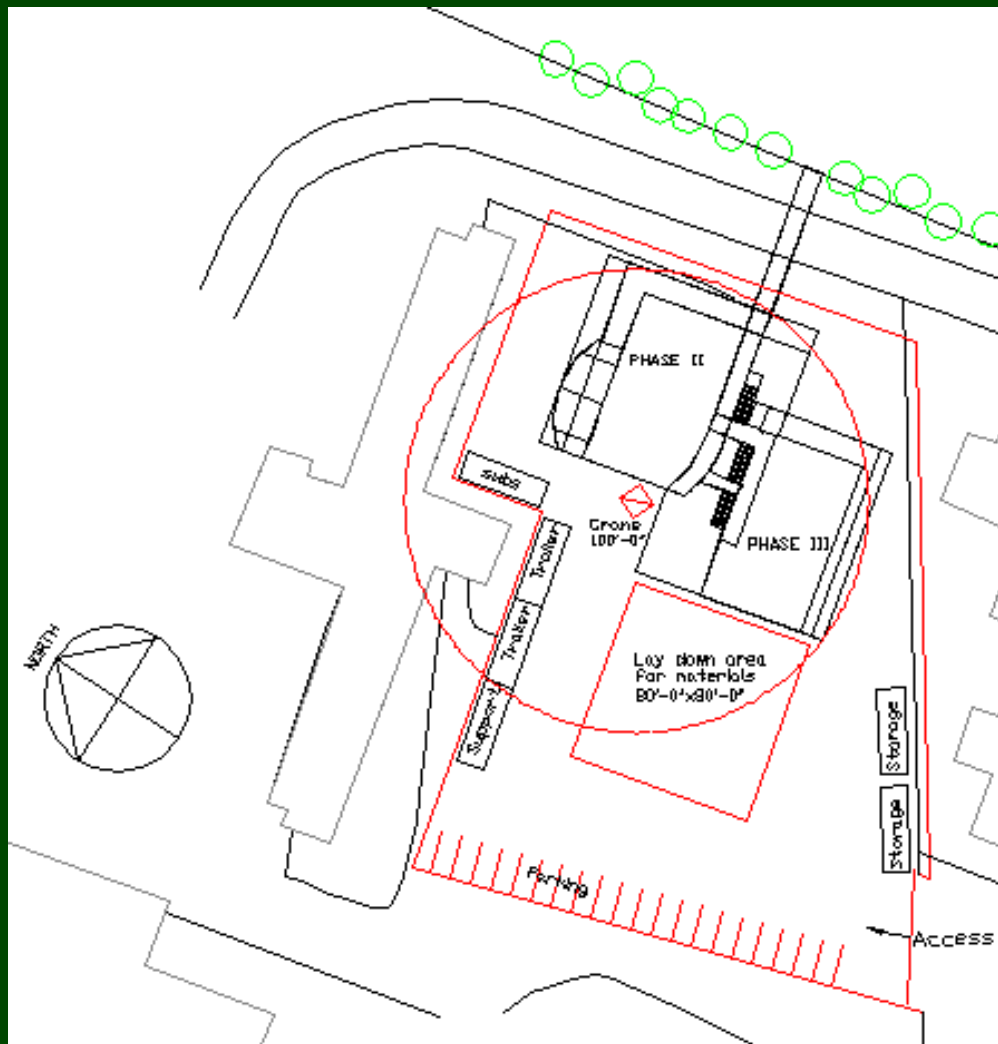 PHASE II
subs
Crane
100'-0"
Trailer
PHASE III
Trailer
NORTH
Lay down area
for materials
80'-0"x80'-0"
Support
Storage
Storage
Parking
Access